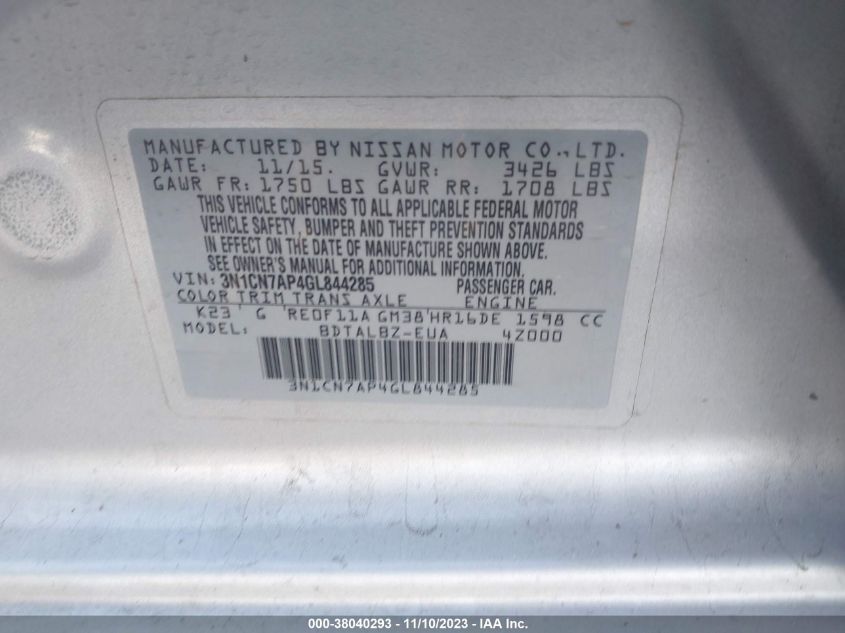 MANUFACTURED BY NISSAN MOTOR CO., LTD.
DATE: 11/15. GVWR: 3426 LBS
GAWR FR: 1750 LBS GAWR RR: 1708 LBS
THIS VEHICLE CONFORMS TO ALL APPLICABLE FEDERAL MOTOR
VEHICLE SAFETY, BUMPER AND THEFT PREVENTION STANDARDS
IN EFFECT ON THE DATE OF MANUFACTURE SHOWN ABOVE.
SEE OWNER'S MANUAL FOR ADDITIONAL INFORMATION
VIN: 3N1CN7AP4GL844285 PASSENGER CAR.
COLOR TRIM TRANS AXLE ENGINE
K23 ' G ' RE0F11A GM38 ' HR16DE 1598 CC
MODEL: BDTALBZ-EUA 4Z000
3N1CN7AP4GL844285
000-38040293 - 11/10/2023 - IAA Inc.